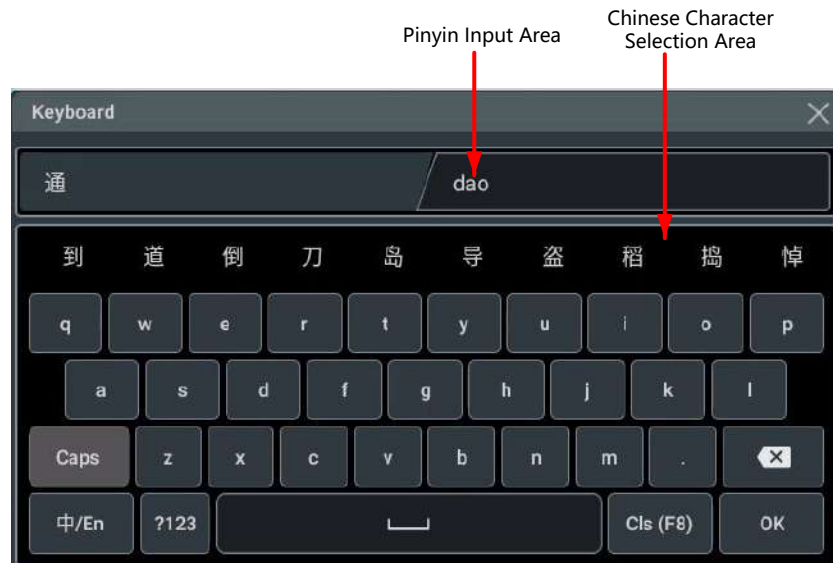 Pinyin Input Area
Chinese Character
Selection Area
Keyboard
通 dao
到 道 倒 刀 岛 导 盗 稻 捣 悼
q w e r t y u i o p
a s d f g h j k l
Caps z x c v b n m .
中/En ?123 Cls (F8) OK